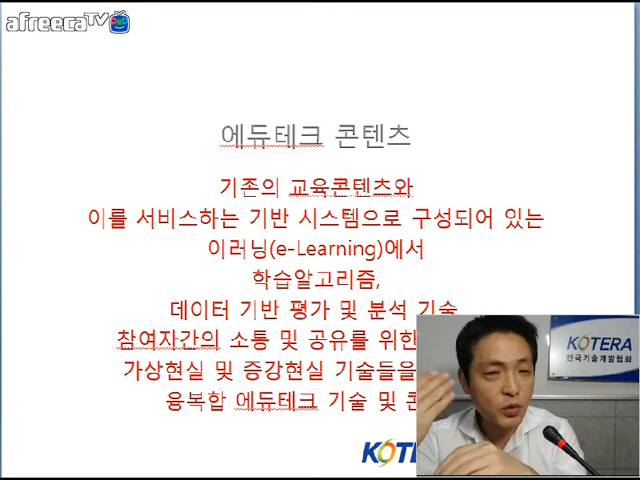 afreecaTV
에듀테크 콘텐츠
기존의 교육콘텐츠와
이를 서비스하는 기반 시스템으로 구성되어 있는
이러닝(e-Learning)에서
학습알고리즘,
데이터 기반 평가 및 분석 기술
참여자간의 소통 및 공유를 위한
가상현실 및 증강현실 기술들을
융복합 에듀테크 기술 및
KOTERA
한국기술개발협회
KOTE